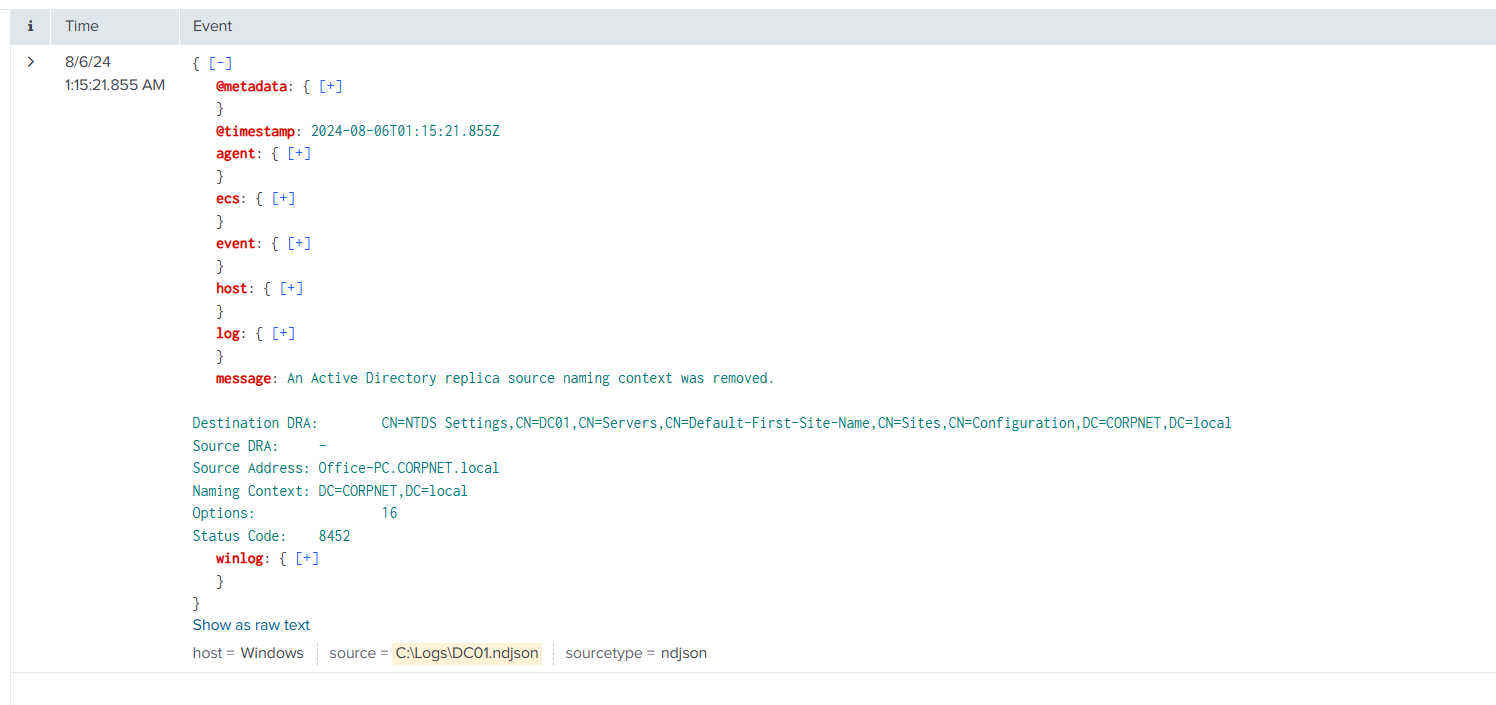 i Time Event
> 8/6/24 { [-]
1:15:21.855 AM @metadata: { [+]
}
@timestamp: 2024-08-06T01:15:21.855Z
agent: { [+]
}
ecs: { [+]
}
event: { [+]
}
host: { [+]
}
log: { [+]
}
message: An Active Directory replica source naming context was removed.
Destination DRA: CN=NTDS Settings,CN=DC01,CN=Servers,CN=Default-First-Site-Name,CN=Sites,CN=Configuration,DC=CORPNET,DC=local
Source DRA: -
Source Address: Office-PC.CORPNET.local
Naming Context: DC=CORPNET,DC=local
Options: 16
Status Code: 8452
winlog: { [+]
}
}
Show as raw text
host = Windows source = C:\Logs\DC01.ndjson sourcetype = ndjson